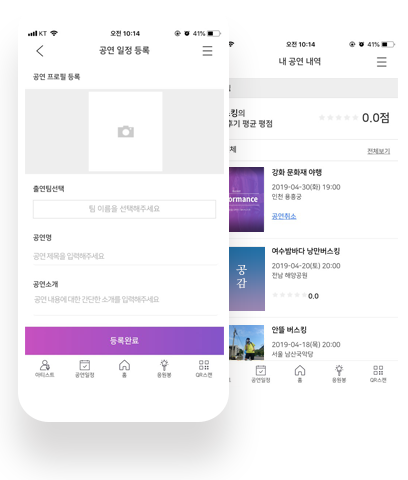 KT
오전 10:14
41%
공연 일정 등록
공연 프로필 등록
출연팀선택
팀 이름을 선택해주세요
공연명
공연 제목을 입력해주세요
공연소개
공연 내용에 대한 간단한 소개를 입력해주세요
등록완료
아티스트
공연일정
홈
응원봉
QR스캔
오전 10:14
41%
내 공연 내역
킹의
후기 평균 평점
0.0점
체
전체보기
강화 문화재 야행
2019-04-30(화) 19:00
인천 용흥궁
공연취소
여수밤바다 낭만버스킹
2019-04-20(토) 20:00
전남 해양공원
0.0
공감
안뜰 버스킹
2019-04-18(목) 20:00
서울 남산국악당
공연일정
홈
응원봉
QR스캔